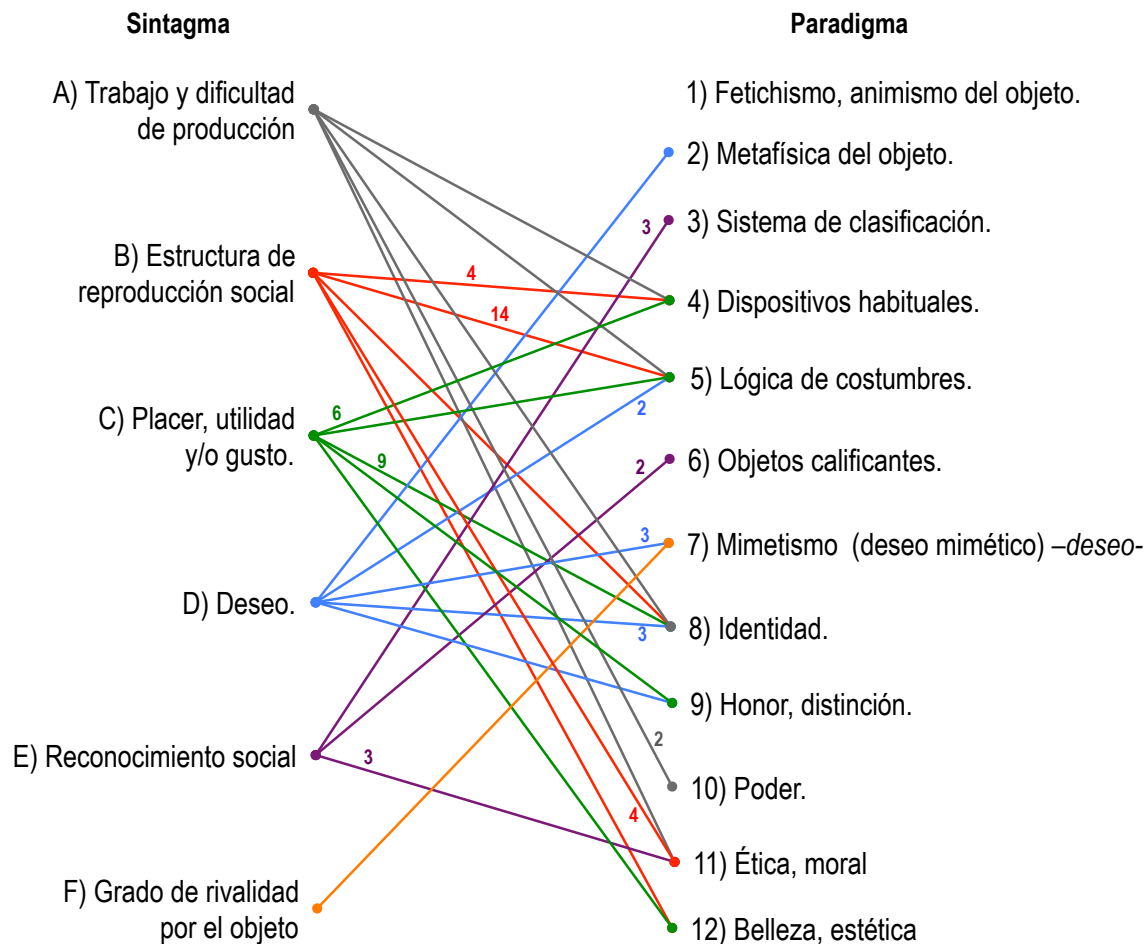 Sintagma
Paradigma
A) Trabajo y dificultad
de producción
B) Estructura de
reproducción social
C) Placer, utilidad
y/o gusto.
D) Deseo.
E) Reconocimiento social
F) Grado de rivalidad
por el objeto
4
14
6
9
3
3
2
2
3
3
2
4
1) Fetichismo, animismo del objeto.
2) Metafísica del objeto.
3) Sistema de clasificación.
4) Dispositivos habituales.
5) Lógica de costumbres.
6) Objetos calificantes.
7) Mimetismo (deseo mimético) –deseo-
8) Identidad.
9) Honor, distinción.
10) Poder.
11) Ética, moral
12) Belleza, estética